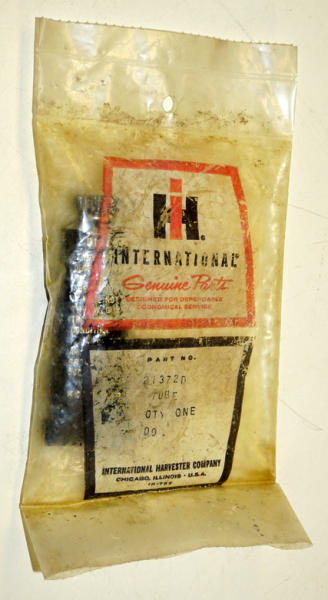 IH®
INTERNATIONAL®
Genuine Parts
DESIGNED FOR DEPENDABLE
ECONOMICAL SERVICE
PART NO.
21372D
TUBE
QTY ONE
INTERNATIONAL HARVESTER COMPANY
CHICAGO, ILLINOIS · U.S.A.